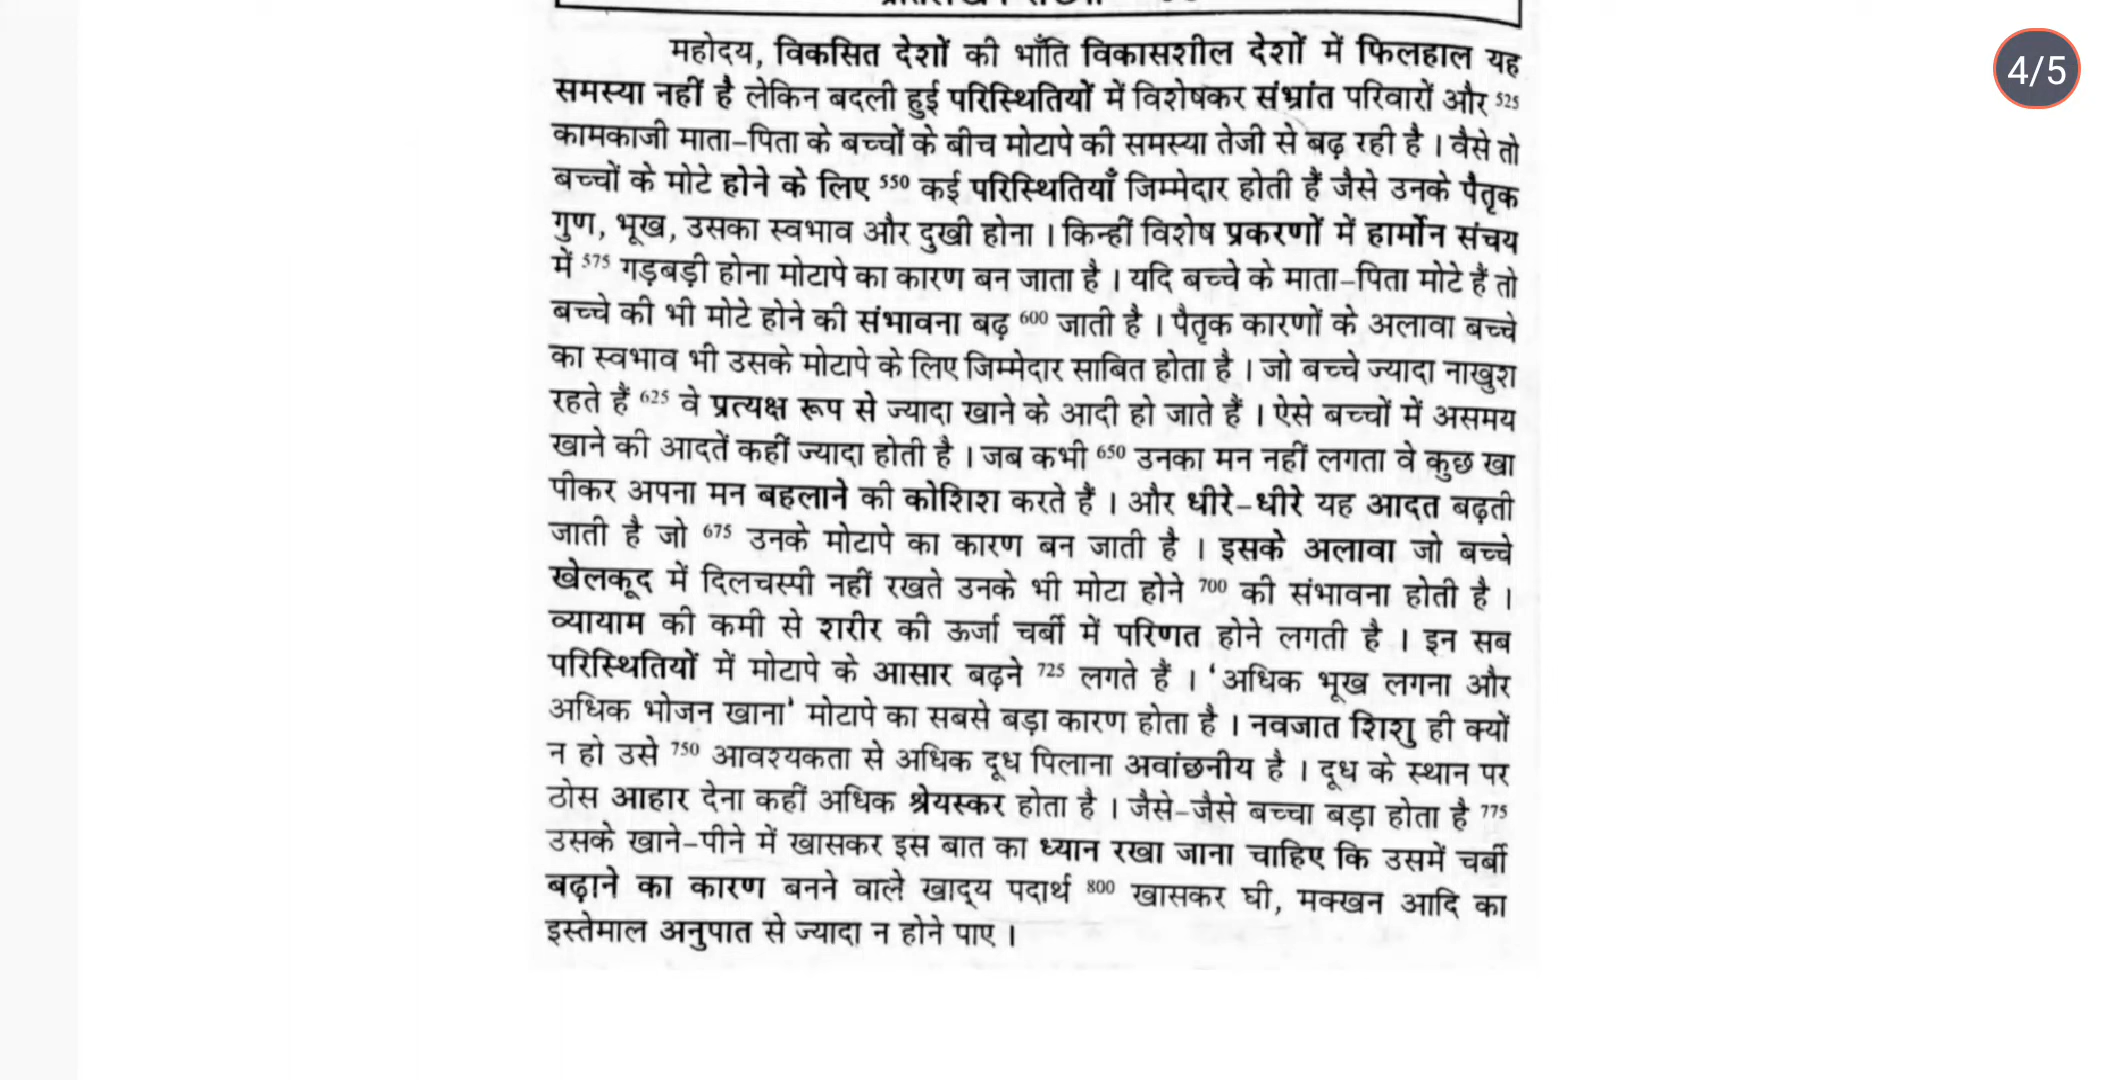 4/5
महोदय, विकसित देशों की भाँति विकासशील देशों में फिलहाल यह
समस्या नहीं है लेकिन बदली हुई परिस्थितियों में विशेषकर संभ्रांत परिवारों और 525
कामकाजी माता-पिता के बच्चों के बीच मोटापे की समस्या तेजी से बढ़ रही है । वैसे तो
बच्चों के मोटे होने के लिए 550 कई परिस्थितियाँ जिम्मेदार होती हैं जैसे उनके पैतृक
गुण, भूख, उसका स्वभाव और दुखी होना । किन्हीं विशेष प्रकरणों में हार्मोन संचय
में 575 गड़बड़ी होना मोटापे का कारण बन जाता है । यदि बच्चे के माता-पिता मोटे हैं तो
बच्चे की भी मोटे होने की संभावना बढ़ 600 जाती है । पैतृक कारणों के अलावा बच्चे
का स्वभाव भी उसके मोटापे के लिए जिम्मेदार साबित होता है । जो बच्चे ज्यादा नाखुश
रहते हैं 625 वे प्रत्यक्ष रूप से ज्यादा खाने के आदी हो जाते हैं । ऐसे बच्चों में असमय
खाने की आदतें कहीं ज्यादा होती है । जब कभी 650 उनका मन नहीं लगता वे कुछ खा
पीकर अपना मन बहलाने की कोशिश करते हैं । और धीरे-धीरे यह आदत बढ़ती
जाती है जो 675 उनके मोटापे का कारण बन जाती है । इसके अलावा जो बच्चे
खेलकूद में दिलचस्पी नहीं रखते उनके भी मोटा होने 700 की संभावना होती है ।
व्यायाम की कमी से शरीर की ऊर्जा चर्बी में परिणत होने लगती है । इन सब
परिस्थितियों में मोटापे के आसार बढ़ने 725 लगते हैं । 'अधिक भूख लगना और
अधिक भोजन खाना' मोटापे का सबसे बड़ा कारण होता है । नवजात शिशु ही क्यों
न हो उसे 750 आवश्यकता से अधिक दूध पिलाना अवांछनीय है । दूध के स्थान पर
ठोस आहार देना कहीं अधिक श्रेयस्कर होता है । जैसे-जैसे बच्चा बड़ा होता है 775
उसके खाने-पीने में खासकर इस बात का ध्यान रखा जाना चाहिए कि उसमें चर्बी
बढ़ाने का कारण बनने वाले खाद्य पदार्थ 800 खासकर घी, मक्खन आदि का
इस्तेमाल अनुपात से ज्यादा न होने पाए ।